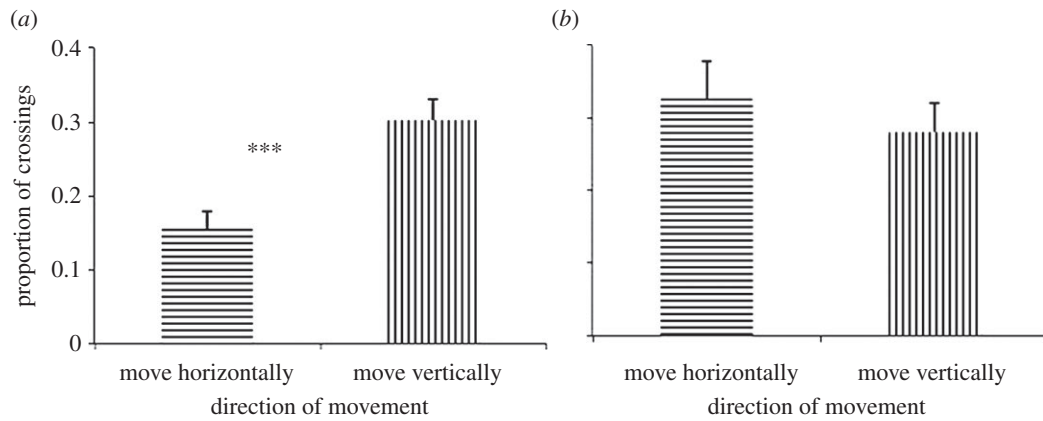 (a)
(b)
0.4
0.3
0.2
0.1
0
proportion of crossings
***
move horizontally
move vertically
direction of movement
move horizontally
move vertically
direction of movement